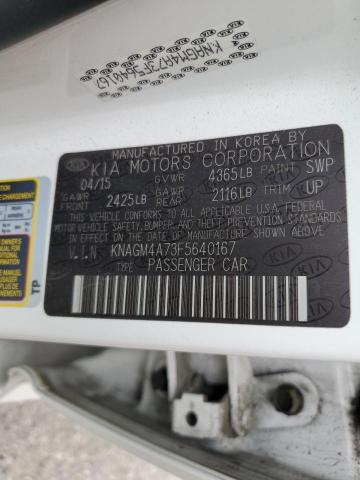 KNAGM4A73F5640167
MANUFACTURED IN KOREA BY
KIA KIA MOTORS CORPORATION
04/15 GVWR 4365LB PAINT SWP
GAWR FRONT 2425LB GAWR REAR 2116LB TRIM UP
THIS VEHICLE CONFORMS TO ALL APPLICABLE U.S.A. FEDERAL
MOTOR VEHICLE SAFETY, BUMPER, AND THEFT PREVENTION
STANDARDS IN EFFECT ON THE DATE OF MANUFACTURE
SHOWN ABOVE.
V.I.N KNAGM4A73F5640167
TYPE PASSENGER CAR
TP